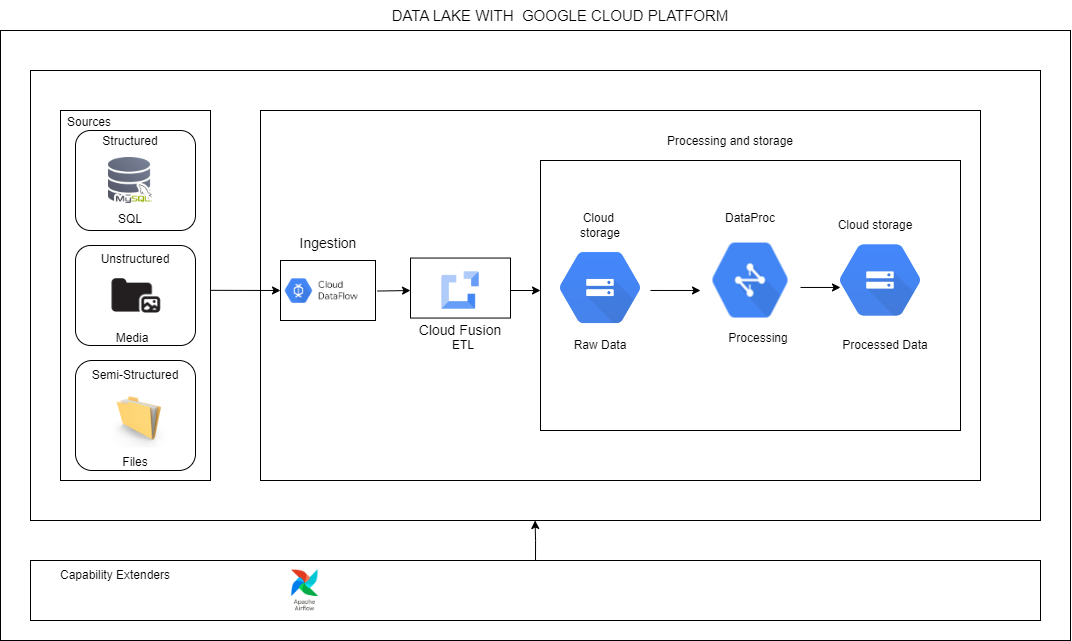 DATA LAKE WITH GOOGLE CLOUD PLATFORM
Sources
Structured
MySQL
SQL
Unstructured
Media
Semi-Structured
Files
Ingestion
Cloud
DataFlow
Cloud Fusion
ETL
Processing and storage
Cloud
storage
Raw Data
DataProc
Processing
Cloud storage
Processed Data
Capability Extenders
Apache
Airflow